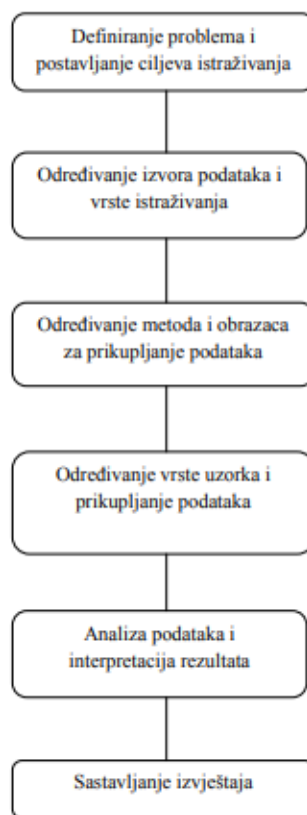 Definiranje problema i
postavljanje ciljeva istraživanja
Određivanje izvora podataka i
vrste istraživanja
Određivanje metoda i obrazaca
za prikupljanje podataka
Određivanje vrste uzorka i
prikupljanje podataka
Analiza podataka i
interpretacija rezultata
Sastavljanje izvještaja